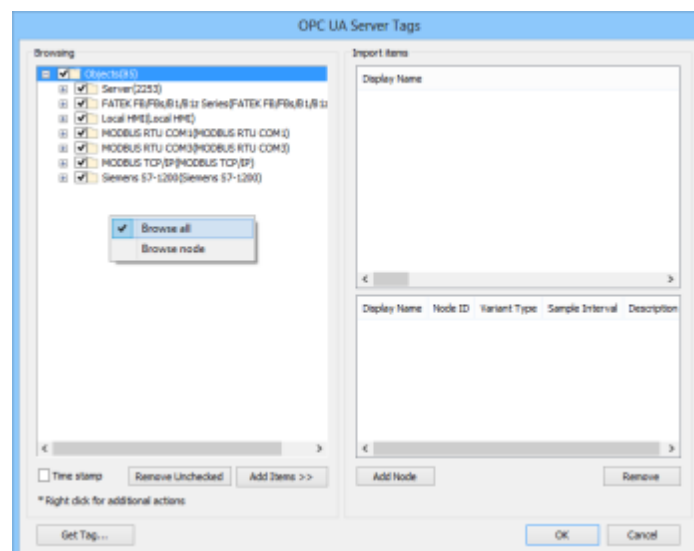 OPC UA Server Tags
Browsing
Objects(85)
Server(2253)
FATEK FB/FBs/B1/B1z Series(FATEK FB/FBs/B1/B1z
Local HMI(Local HMI)
MODBUS RTU COM1(MODBUS RTU COM1)
MODBUS RTU COM3(MODBUS RTU COM3)
MODBUS TCP/IP(MODBUS TCP/IP)
Siemens S7-1200(Siemens S7-1200)
Browse all
Browse node
Time stamp
Remove Unchecked
Add Items >>
*Right click for additional actions
Get Tag...
Import items
Display Name
Display Name Node ID Variant Type Sample Interval Description
Add Node
Remove
OK
Cancel